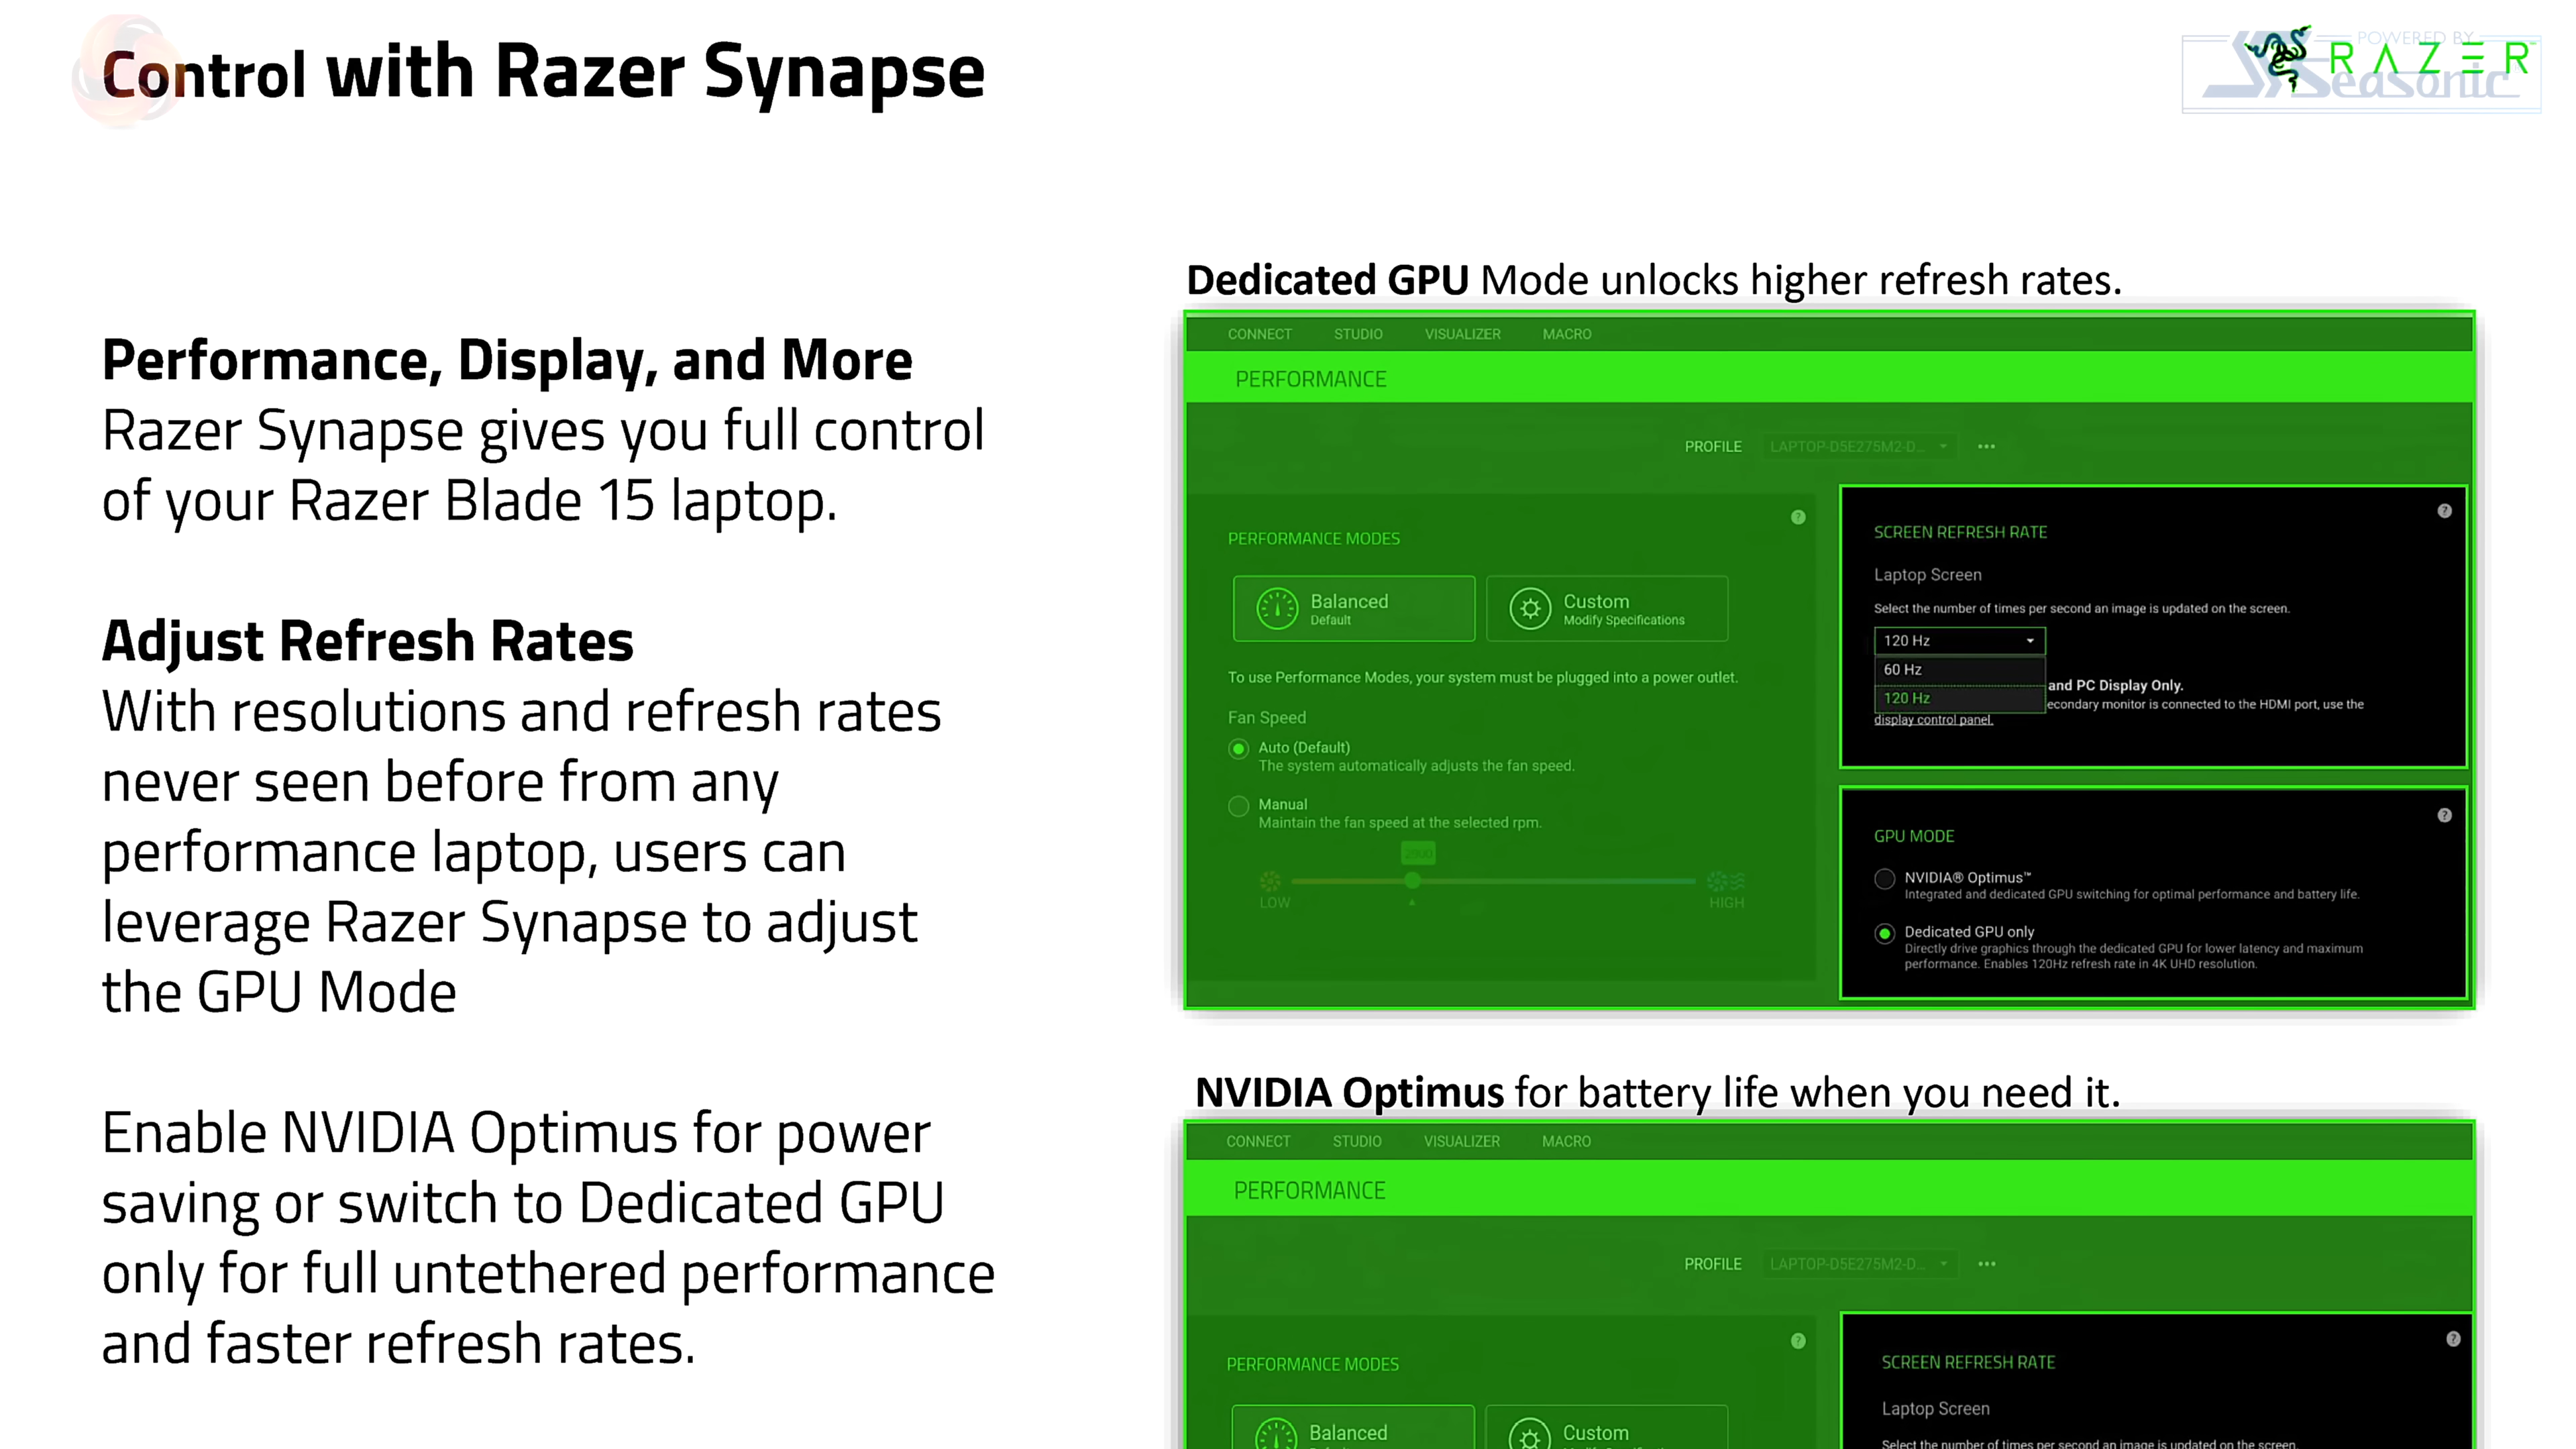 Control with Razer Synapse
POWERED BY
Seasonic
RAZER
Performance, Display, and More
Razer Synapse gives you full control
of your Razer Blade 15 laptop.
Adjust Refresh Rates
With resolutions and refresh rates
never seen before from any
performance laptop, users can
leverage Razer Synapse to adjust
the GPU Mode
Enable NVIDIA Optimus for power
saving or switch to Dedicated GPU
only for full untethered performance
and faster refresh rates.
Dedicated GPU Mode unlocks higher refresh rates.
CONNECT STUDIO VISUALIZER MACRO
PERFORMANCE
PROFILE LAPTOP-D5E275M2-D... •••
PERFORMANCE MODES
?
Balanced
Default
Custom
Modify Specifications
To use Performance Modes, your system must be plugged into a power outlet.
Fan Speed
Auto (Default)
The system automatically adjusts the fan speed.
Manual
Maintain the fan speed at the selected rpm.
LOW HIGH
?
SCREEN REFRESH RATE
Laptop Screen
Select the number of times per second an image is updated on the screen.
120 Hz
60 Hz
120 Hz
and PC Display Only.
econdary monitor is connected to the HDMI port, use the
display control panel.
?
GPU MODE
NVIDIA® Optimus™
Integrated and dedicated GPU switching for optimal performance and battery life.
Dedicated GPU only
Directly drive graphics through the dedicated GPU for lower latency and maximum
performance. Enables 120Hz refresh rate in 4K UHD resolution.
NVIDIA Optimus for battery life when you need it.
CONNECT STUDIO VISUALIZER MACRO
PERFORMANCE
PROFILE LAPTOP-D5E275M2-D... •••
PERFORMANCE MODES
?
Balanced
Custom
?
SCREEN REFRESH RATE
Laptop Screen
Select the number of times per second an image is updated on the screen.